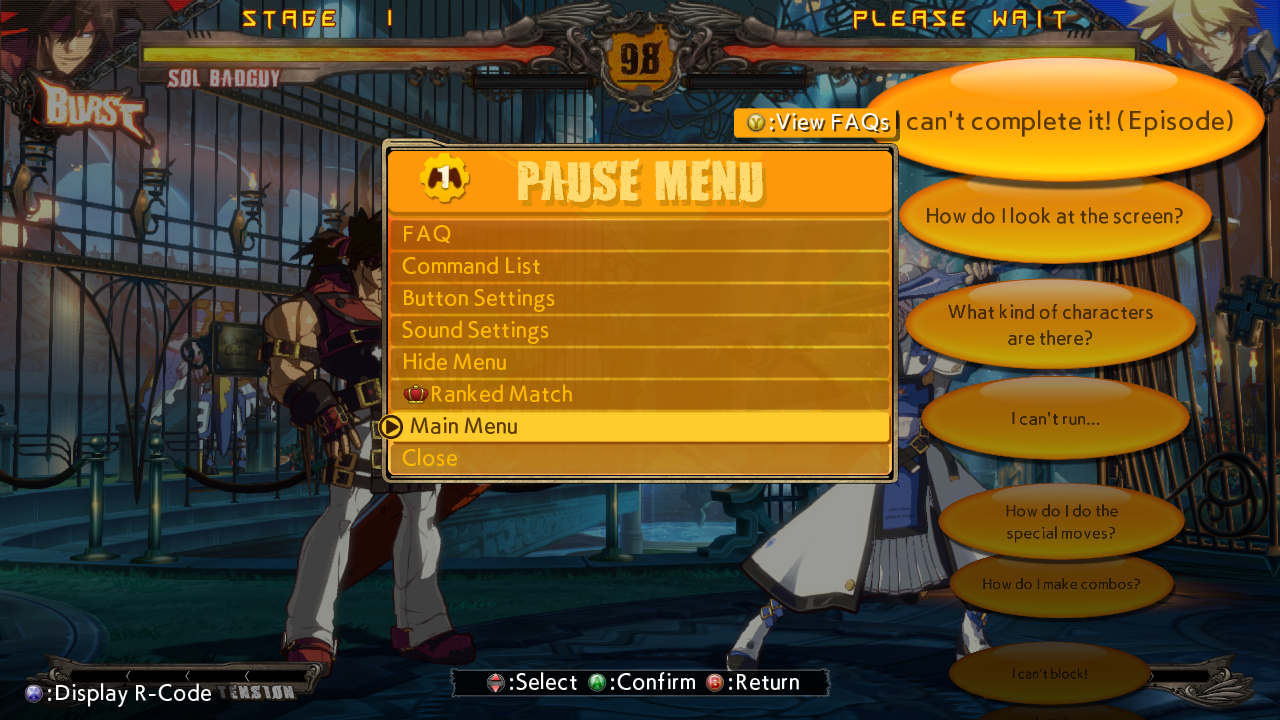 STAGE 1
PLEASE WAIT
98
SOL BADGUY
BURST
Y:View FAQs
I can't complete it! (Episode)
1
PAUSE MENU
FAQ
Command List
Button Settings
Sound Settings
Hide Menu
Ranked Match
Main Menu
Close
How do I look at the screen?
What kind of characters
are there?
I can't run...
How do I do the
special moves?
How do I make combos?
I can't block!
X:Display R-Code
TENSION
:Select A:Confirm B:Return